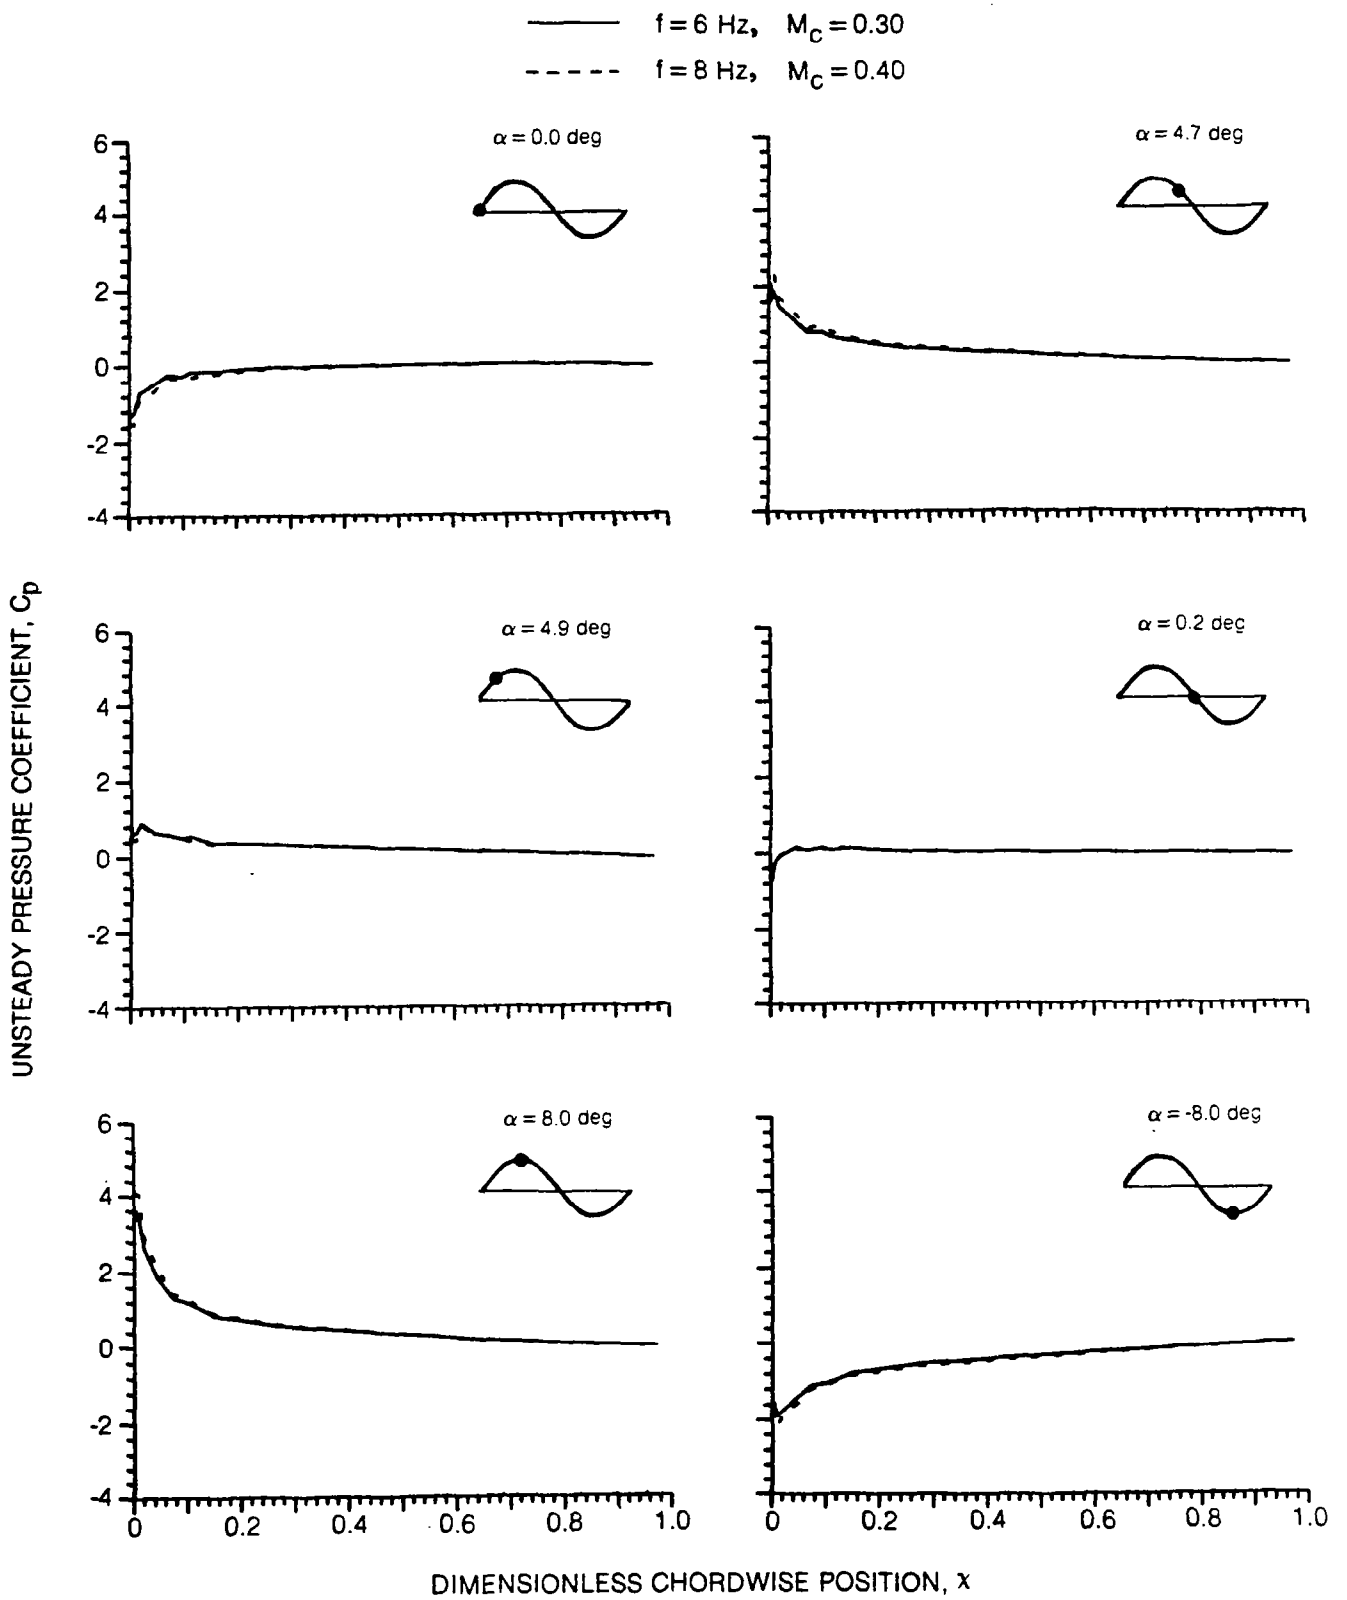 f = 6 Hz, M_C = 0.30
f = 8 Hz, M_C = 0.40
α = 0.0 deg
α = 4.7 deg
6
4
2
0
-2
-4
α = 4.9 deg
α = 0.2 deg
6
4
2
0
-2
-4
α = 8.0 deg
α = -8.0 deg
6
4
2
0
-2
-4
0 0.2 0.4 0.6 0.8 1.0
0 0.2 0.4 0.6 0.8 1.0
UNSTEADY PRESSURE COEFFICIENT, Cp
DIMENSIONLESS CHORDWISE POSITION, χ